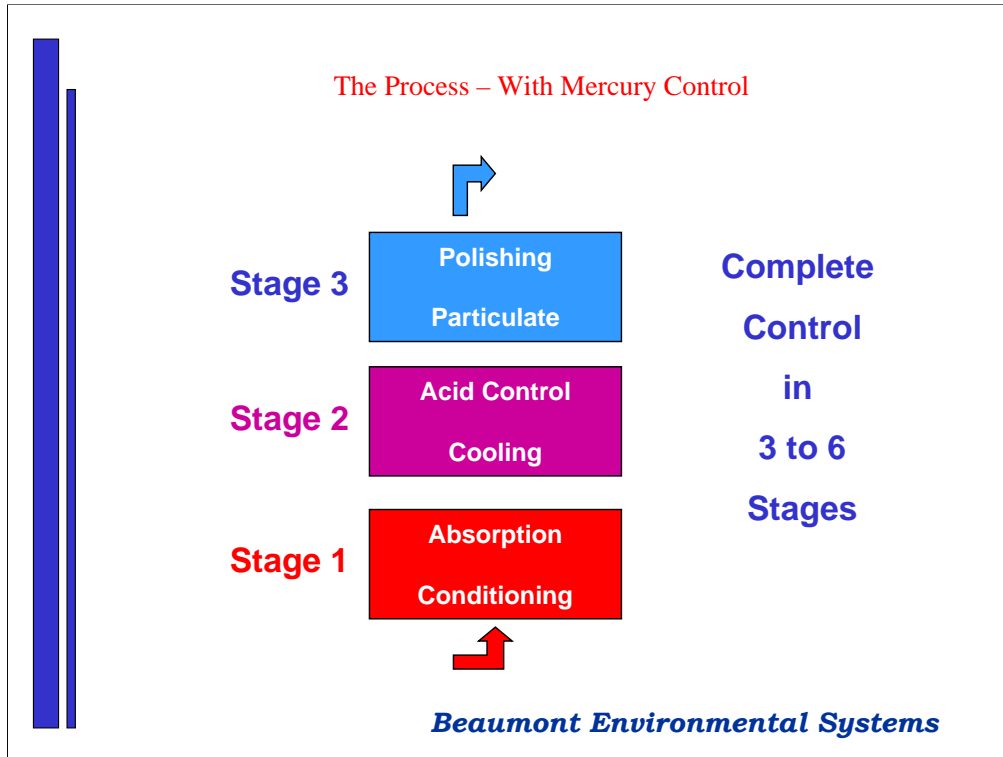 The Process – With Mercury Control
Stage 3
Polishing
Particulate
Stage 2
Acid Control
Cooling
Stage 1
Absorption
Conditioning
Complete
Control
in
3 to 6
Stages
Beaumont Environmental Systems